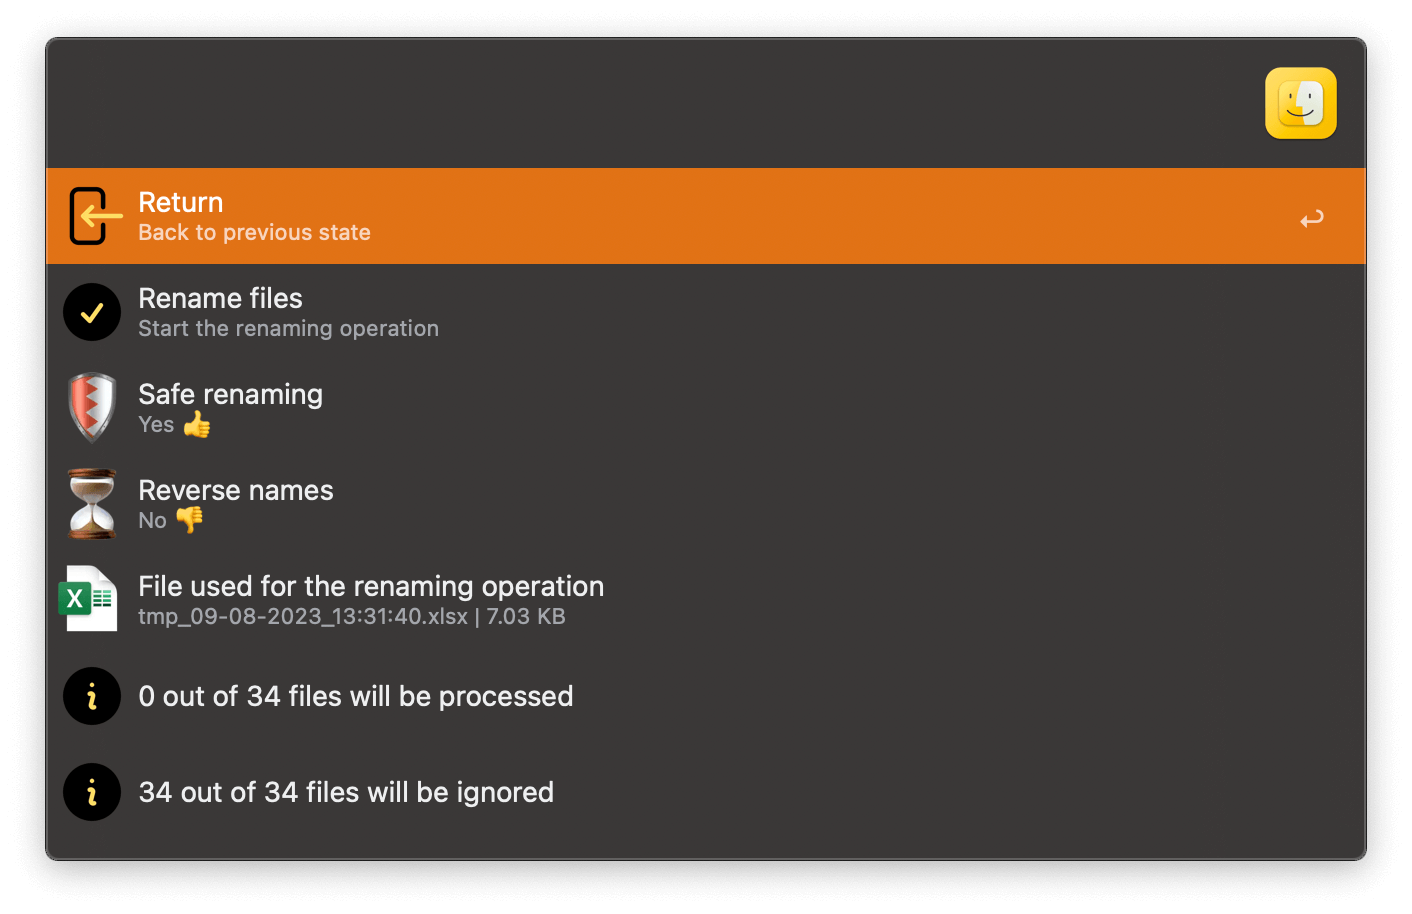 Return
Back to previous state
Rename files
Start the renaming operation
Safe renaming
Yes 👍
Reverse names
No 👎
File used for the renaming operation
tmp_09-08-2023_13:31:40.xlsx | 7.03 KB
0 out of 34 files will be processed
34 out of 34 files will be ignored